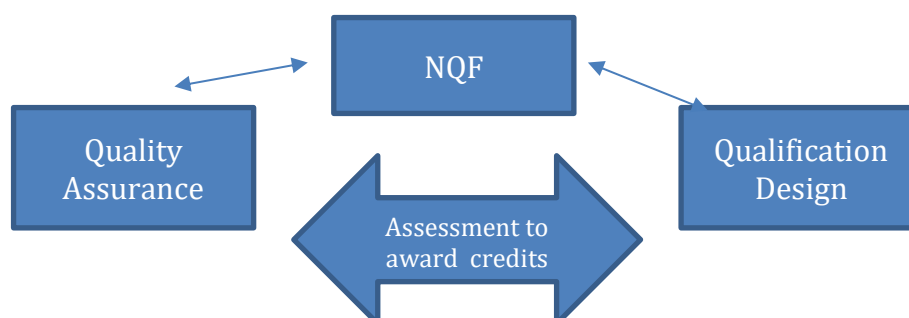 NQF
Quality
Assurance
Qualification
Design
Assessment to
award credits